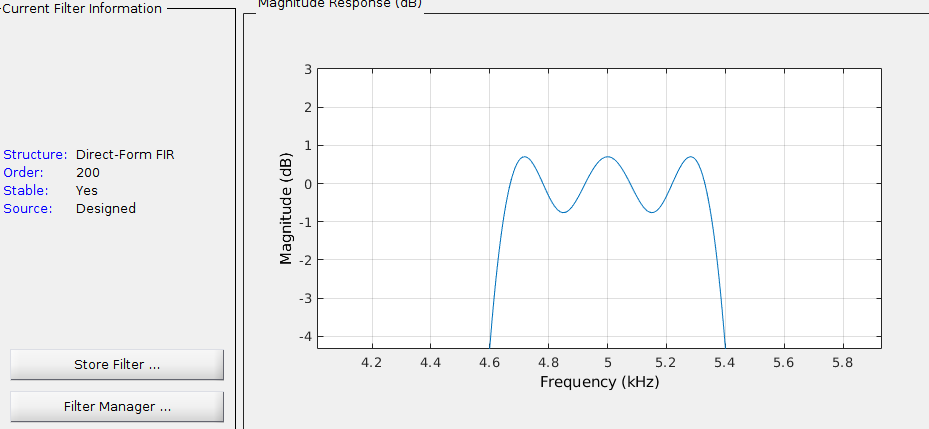 Current Filter Information
Magnitude Response (dB)
Structure: Direct-Form FIR
Order: 200
Stable: Yes
Source: Designed
Store Filter ...
Filter Manager ...
3
2
1
0
-1
-2
-3
-4
Magnitude (dB)
4.2 4.4 4.6 4.8 5 5.2 5.4 5.6 5.8
Frequency (kHz)